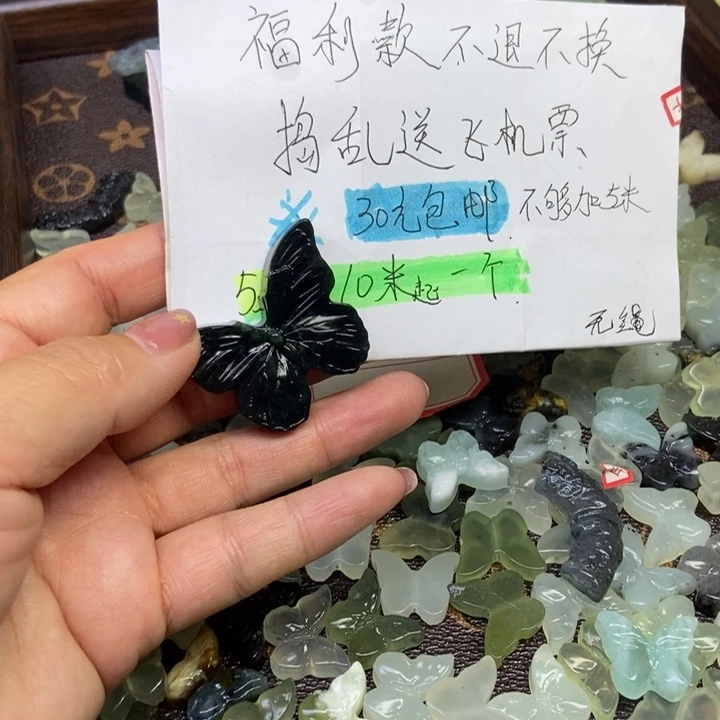 福利款不退不换
捣乱送飞机票
30元包邮 不够加5米
5 10米起一个
无绳